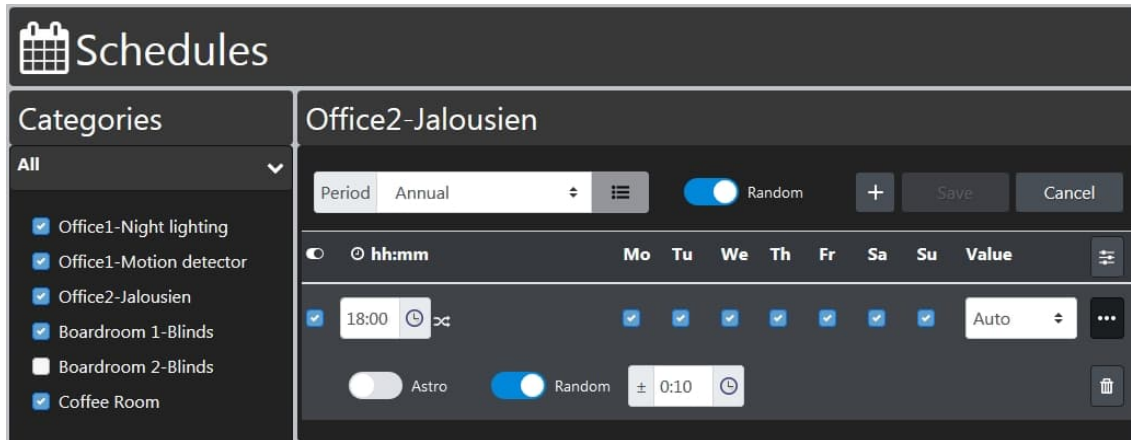 Schedules
Categories
All
Office1-Night lighting
Office1-Motion detector
Office2-Jalousien
Boardroom 1-Blinds
Boardroom 2-Blinds
Coffee Room
Office2-Jalousien
Period Annual Random + Save Cancel
hh:mm Mo Tu We Th Fr Sa Su Value
18:00 Auto
Astro Random ± 0:10